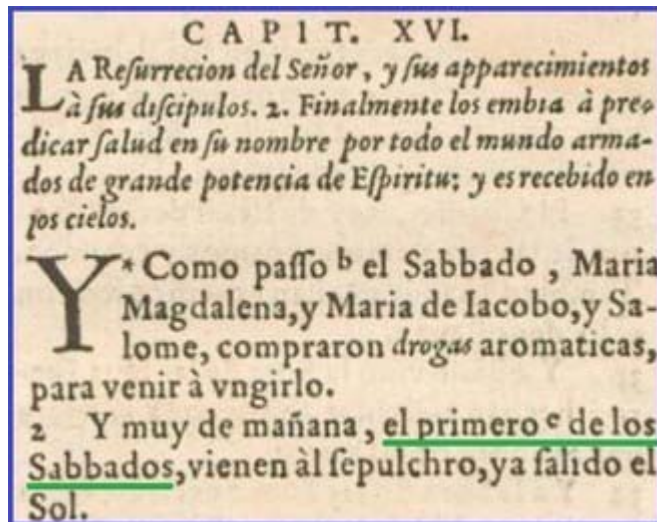 CAPIT. XVI.
LA Reſurrecion del Señor, y ſus apparecimientos
à ſus diſcipulos. 2. Finalmente los embia à pre-
dicar ſalud en ſu nombre por todo el mundo arma-
dos de grande potencia de Eſpiritu: y es recebido en
los cielos.
Y ᵃ Como paſſo ᵇ el Sabbado, Maria
Magdalena, y Maria de Iacobo, y Sa-
lome, compraron drogas aromaticas,
para venir à vngirlo.
2 Y muy de mañana, el primero ᶜ de los
Sabbados, vienen àl ſepulchro, ya ſalido el
Sol.